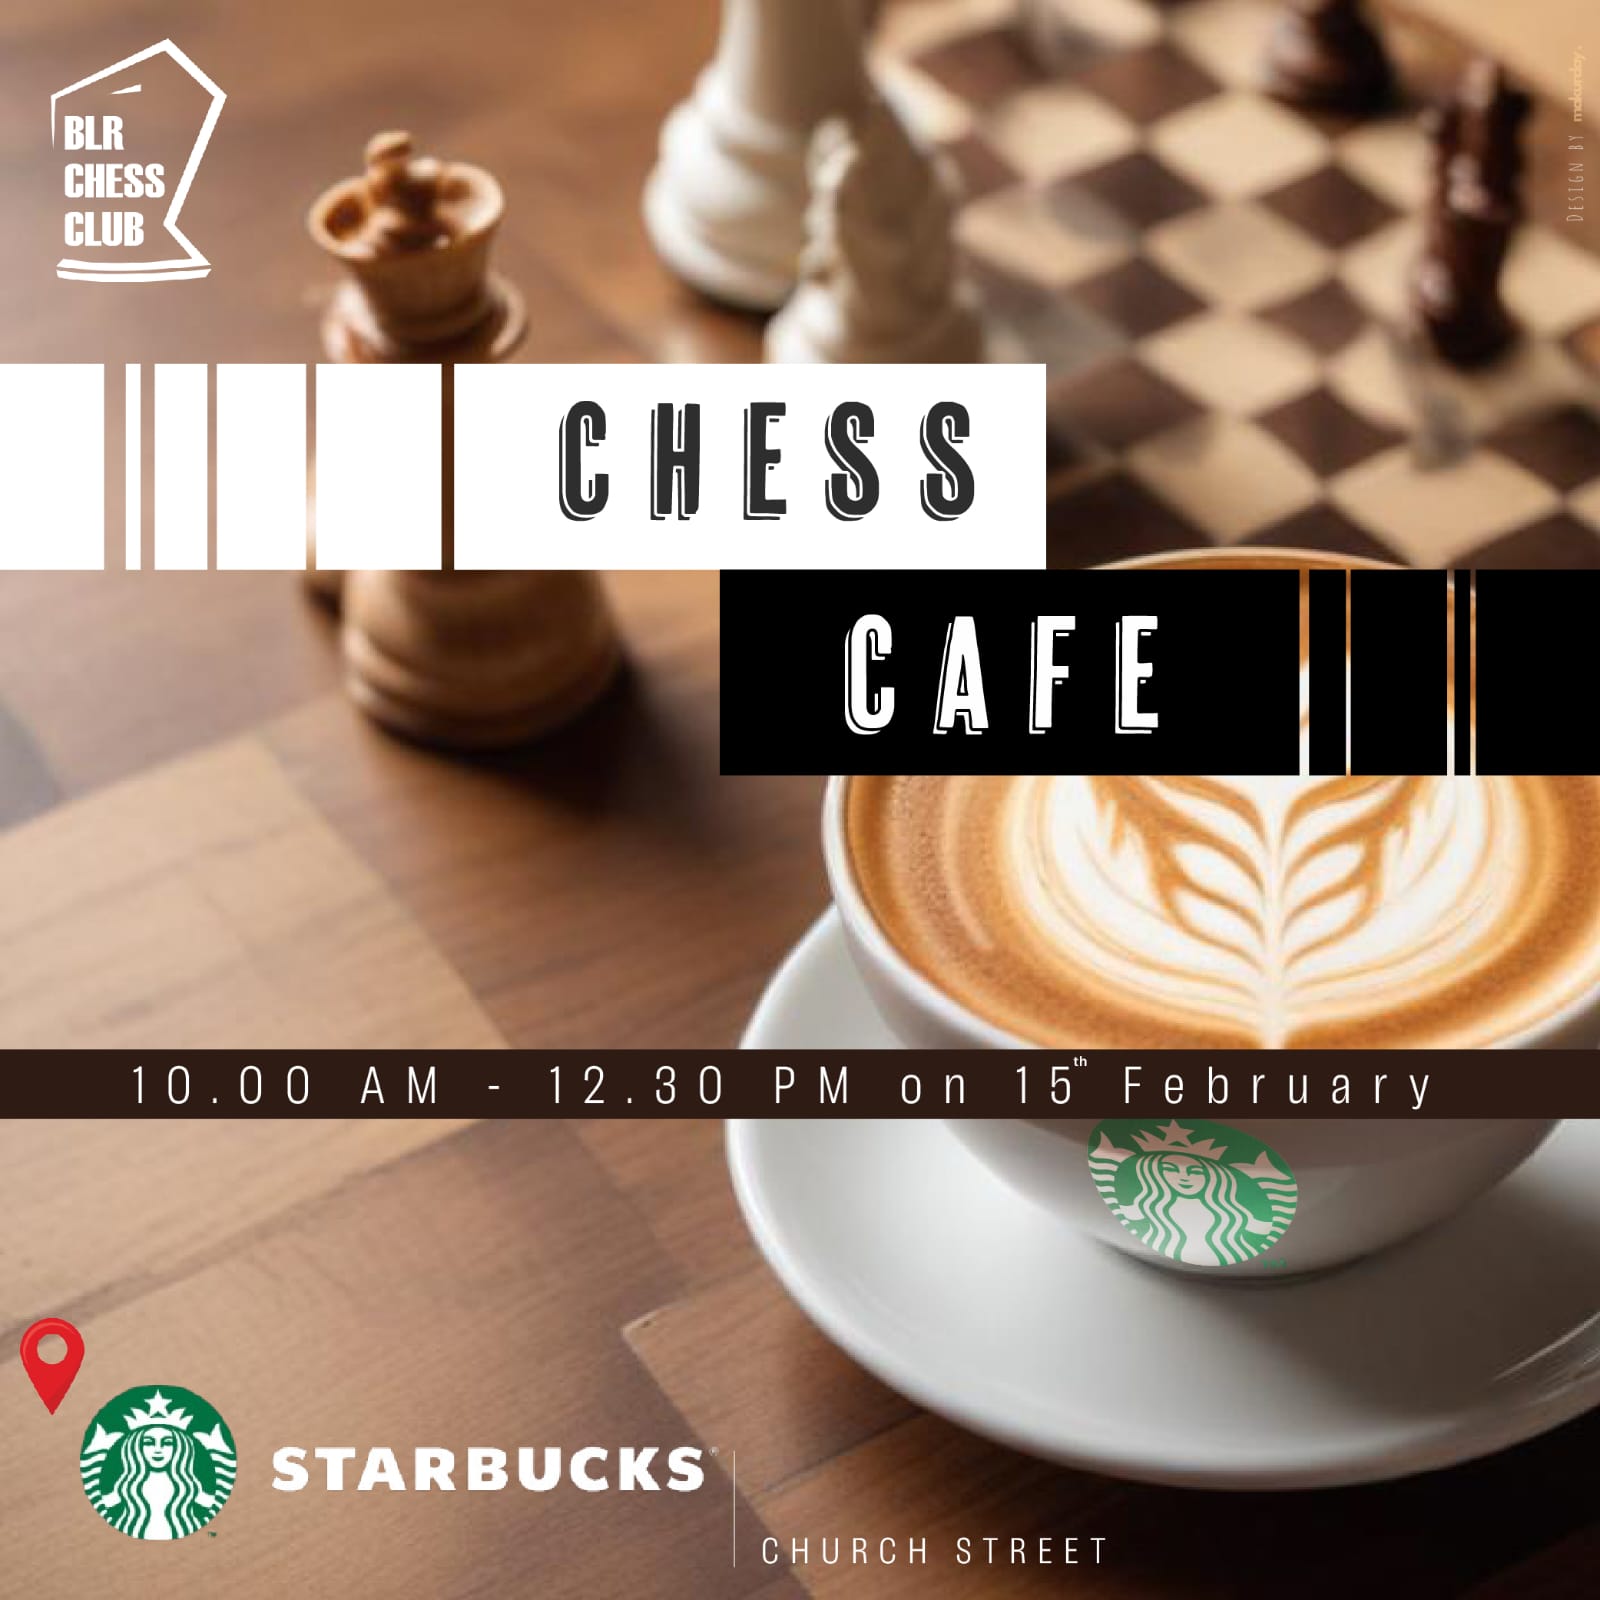 BLR
CHESS
CLUB
DESIGN BY makunday.
CHESS
CAFE
10.00 AM - 12.30 PM on 15th February
STARBUCKS®
CHURCH STREET